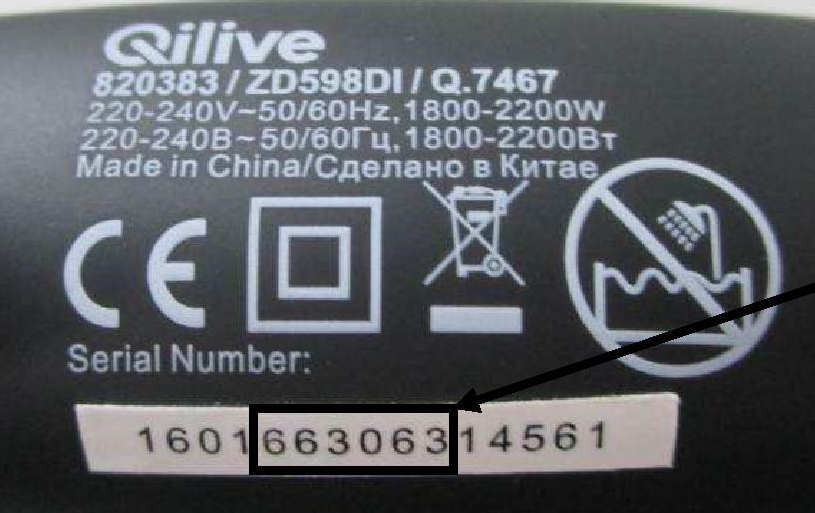 Qilive
820383 / ZD598DI / Q.7467
220-240V~50/60Hz,1800-2200W
220-240В~50/60Гц,1800-2200Вт
Made in China/Сделано в Китае
CE
Serial Number:
160166306314561